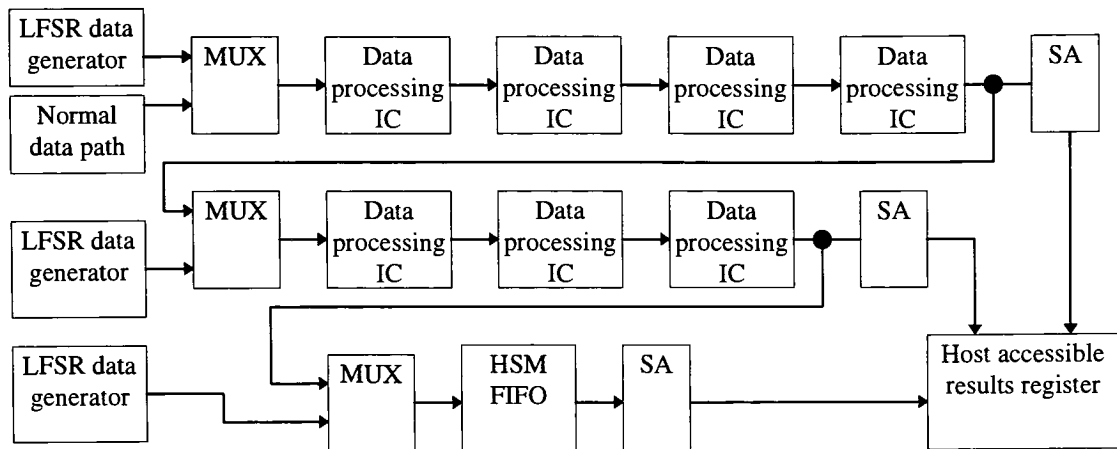 LFSR data
generator
Normal
data path
MUX
Data
processing
IC
Data
processing
IC
Data
processing
IC
Data
processing
IC
SA
LFSR data
generator
MUX
Data
processing
IC
Data
processing
IC
Data
processing
IC
SA
LFSR data
generator
MUX
HSM
FIFO
SA
Host accessible
results register